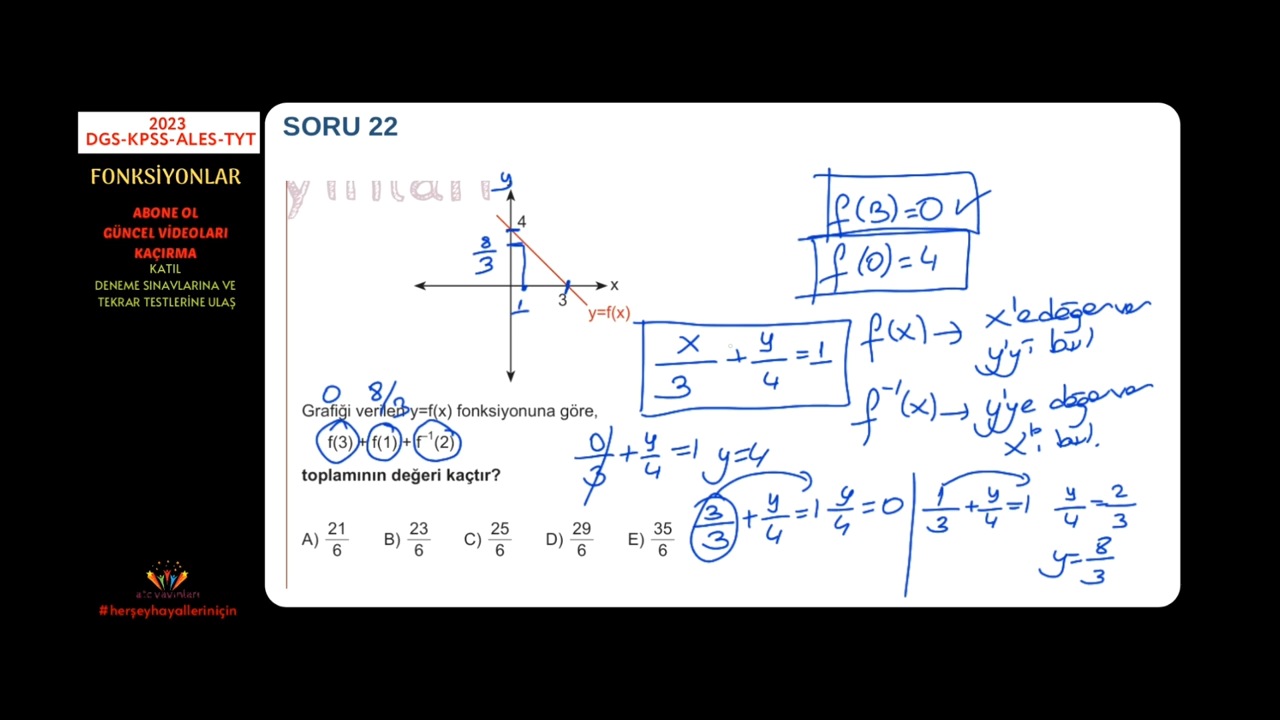 2023
DGS-KPSS-ALES-TYT
FONKSİYONLAR
ABONE OL
GÜNCEL VİDEOLARI
KAÇIRMA
KATIL
DENEME SINAVLARINA VE
TEKRAR TESTLERİNE ULAŞ
a⁺c yayınları
#herşeyhayalleriniçin
SORU 22
yınları
y
4
8/3
x
1
3
y=f(x)
f(3)=0 ✓
f(0)=4
x/3 + y/4 = 1
f(x) → x'e değer ver
y'yi bul
f⁻¹(x) → y'ye değer ver
x'i bul.
0 8/3
Grafiği verilen y=f(x) fonksiyonuna göre,
f(3)+f(1)+f⁻¹(2)
toplamının değeri kaçtır?
A) 21/6 B) 23/6 C) 25/6 D) 29/6 E) 35/6
0/3 + y/4 = 1 y=4
3/3 + y/4 = 1 y/4 = 0
1/3 + y/4 = 1 y/4 = 2/3
y = 8/3